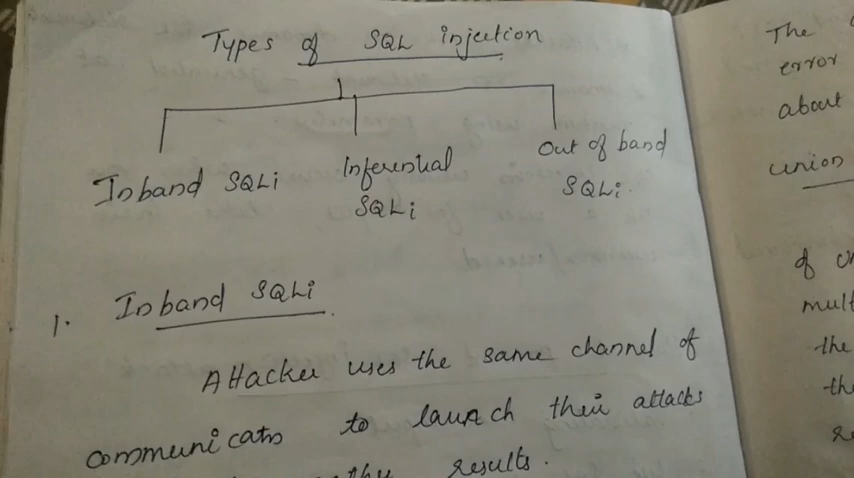 Types of SQL injection
Inband SQLi
Inferential
SQLi
Out of band
SQLi.
1. Inband SQLi.
Attacker uses the same channel of
communicatn to launch their attacks
results.
The
error
about
union
of
mult
the
the